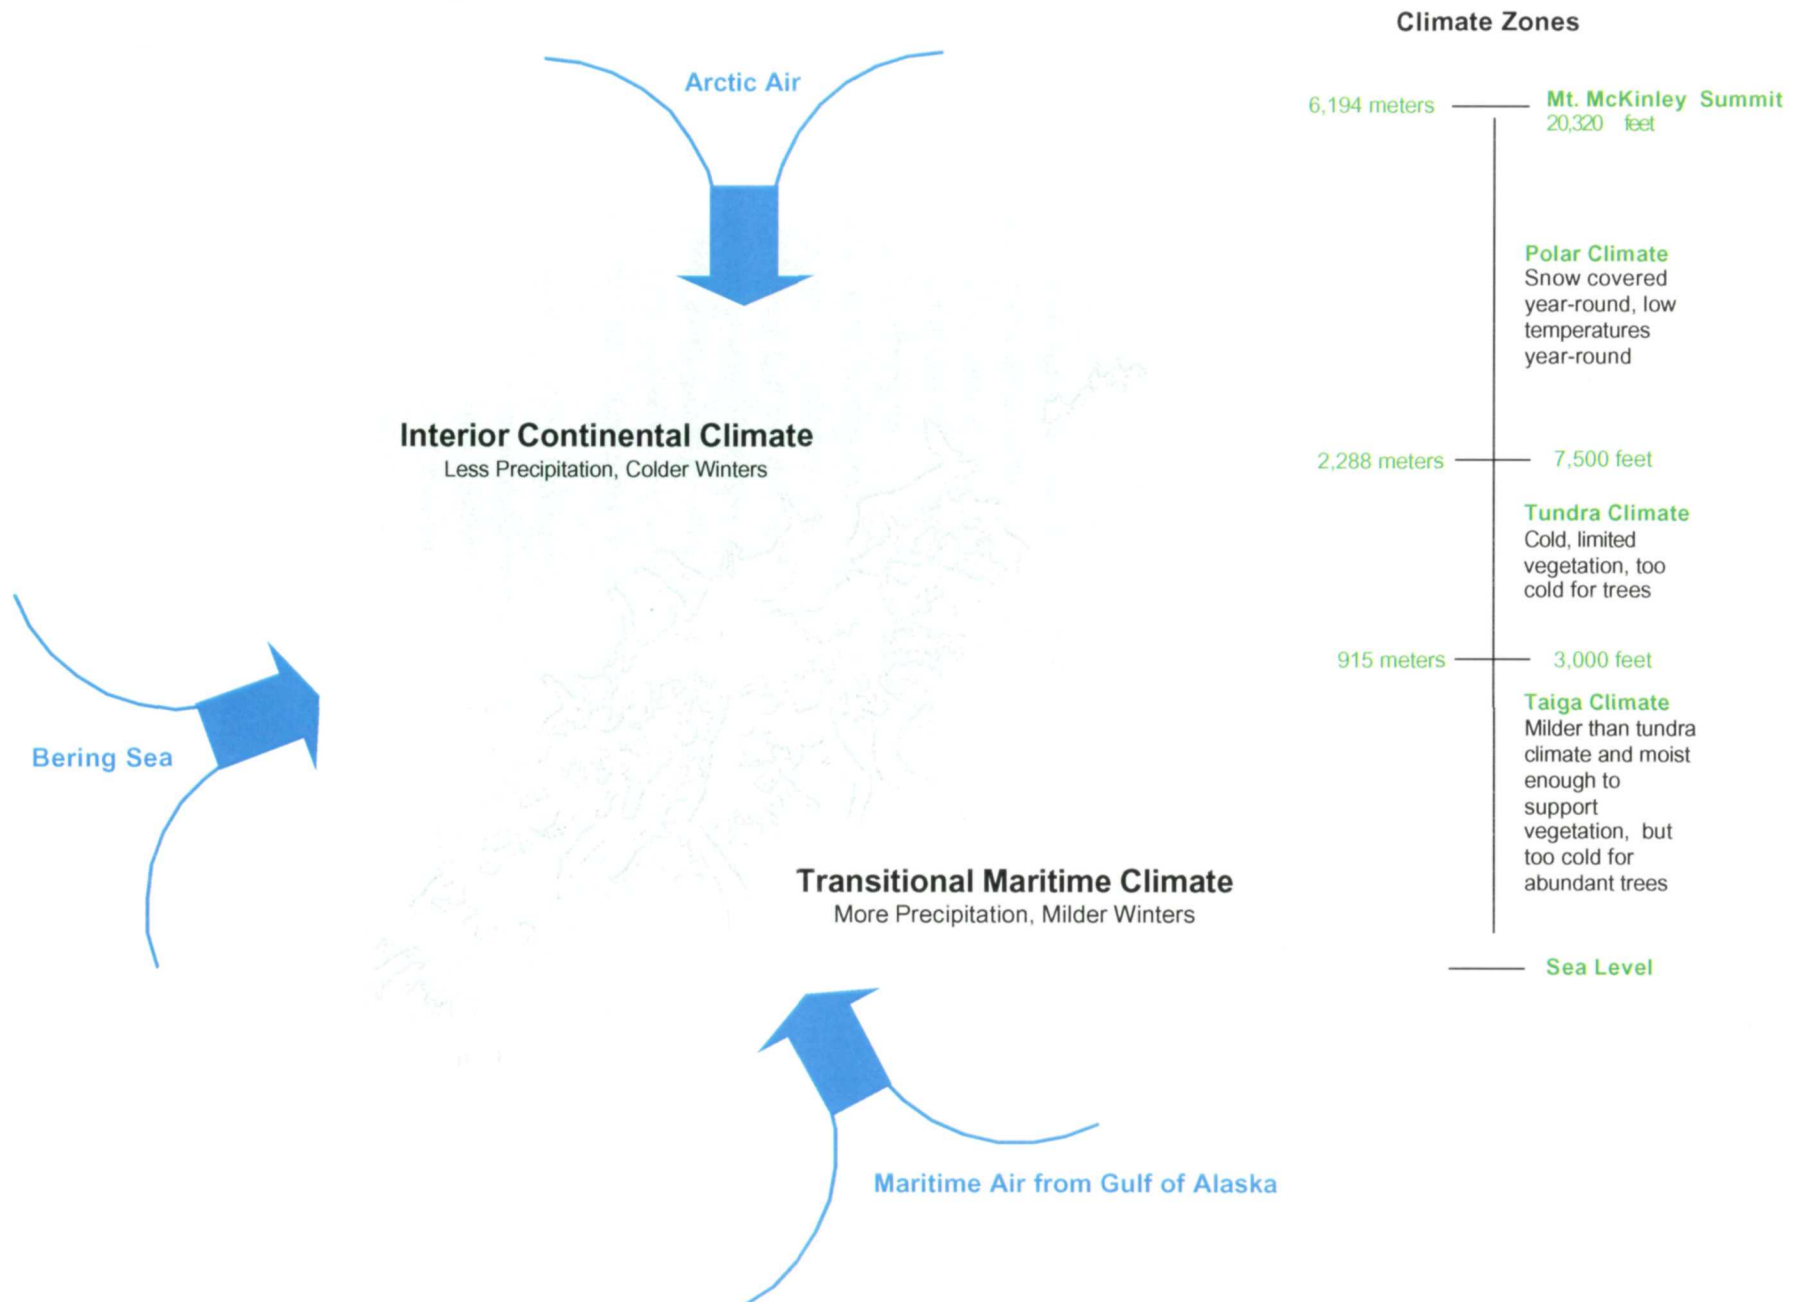 Climate Zones
Arctic Air
6,194 meters
Mt. McKinley Summit
20,320 feet
Polar Climate
Snow covered
year-round, low
temperatures
year-round
Interior Continental Climate
Less Precipitation, Colder Winters
2,288 meters
7,500 feet
Tundra Climate
Cold, limited
vegetation, too
cold for trees
915 meters
3,000 feet
Taiga Climate
Milder than tundra
climate and moist
enough to
support
vegetation, but
too cold for
abundant trees
Bering Sea
Transitional Maritime Climate
More Precipitation, Milder Winters
Sea Level
Maritime Air from Gulf of Alaska